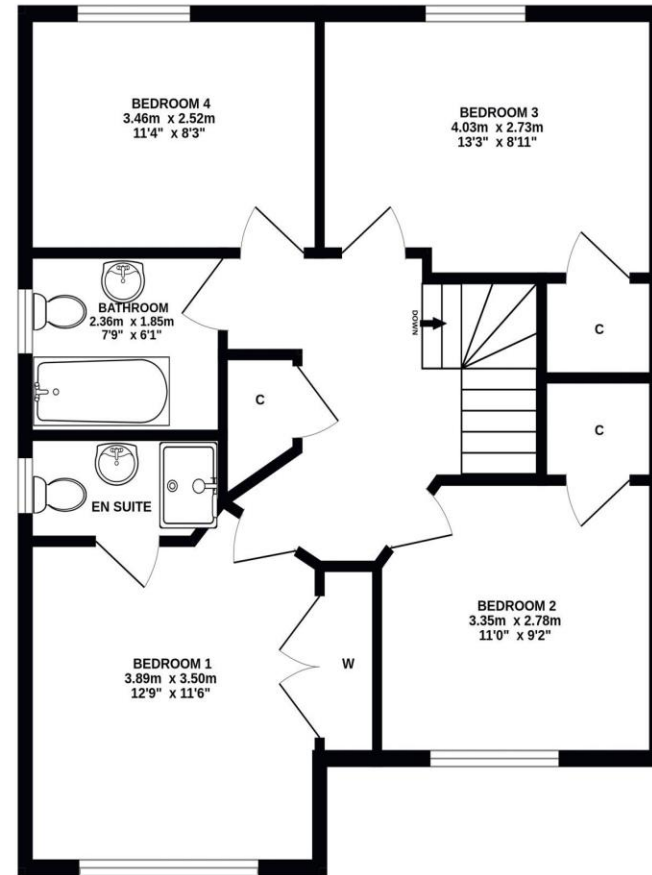 BEDROOM 4
3.46m x 2.52m
11'4" x 8'3"
BEDROOM 3
4.03m x 2.73m
13'3" x 8'11"
BATHROOM
2.36m x 1.85m
7'9" x 6'1"
DOWN
C
C
C
EN SUITE
BEDROOM 2
3.35m x 2.78m
11'0" x 9'2"
BEDROOM 1
3.89m x 3.50m
12'9" x 11'6"
W